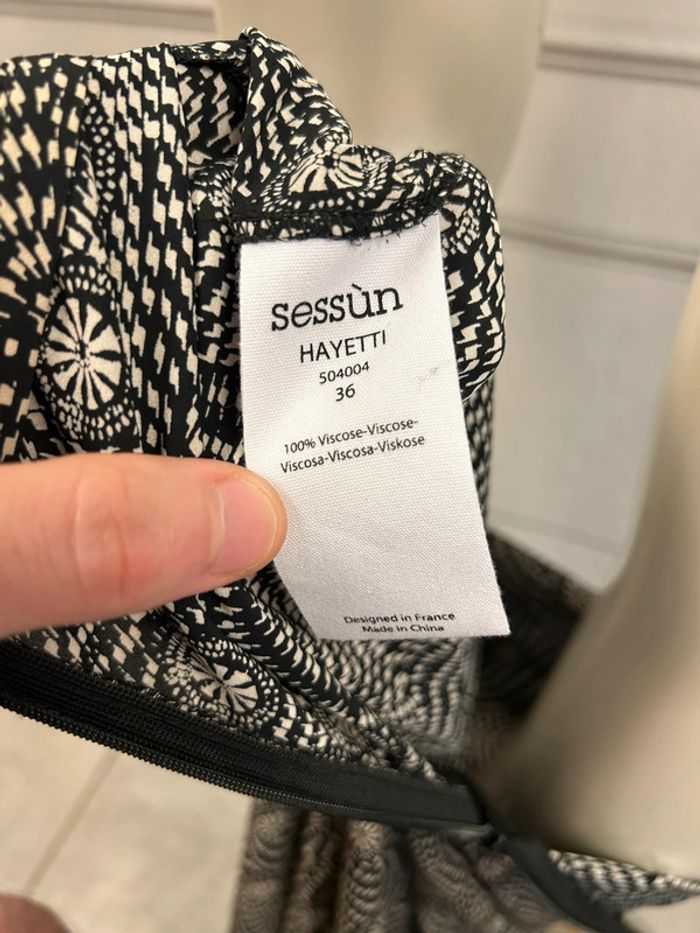 sessùn
HAYETTI
504004
36
100% Viscose-Viscose-
Viscosa-Viscosa-Viskose
Designed in France
Made in China